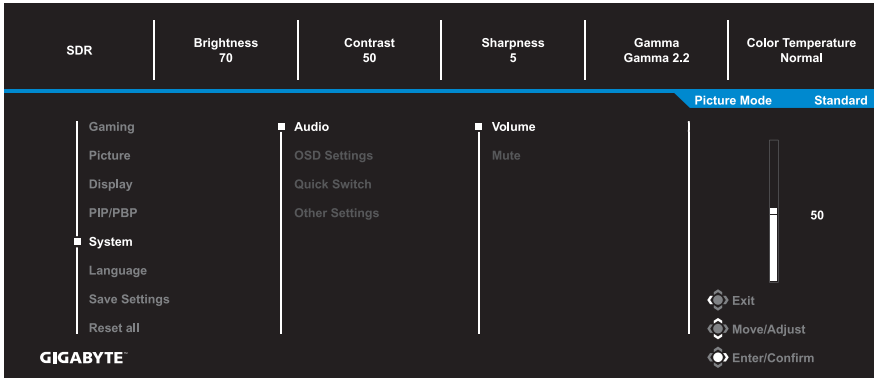 SDR
Brightness
70
Contrast
50
Sharpness
5
Gamma
Gamma 2.2
Color Temperature
Normal
Picture Mode Standard
Gaming
Picture
Display
PIP/PBP
System
Language
Save Settings
Reset all
Audio
OSD Settings
Quick Switch
Other Settings
Volume
Mute
50
Exit
Move/Adjust
Enter/Confirm
GIGABYTE™